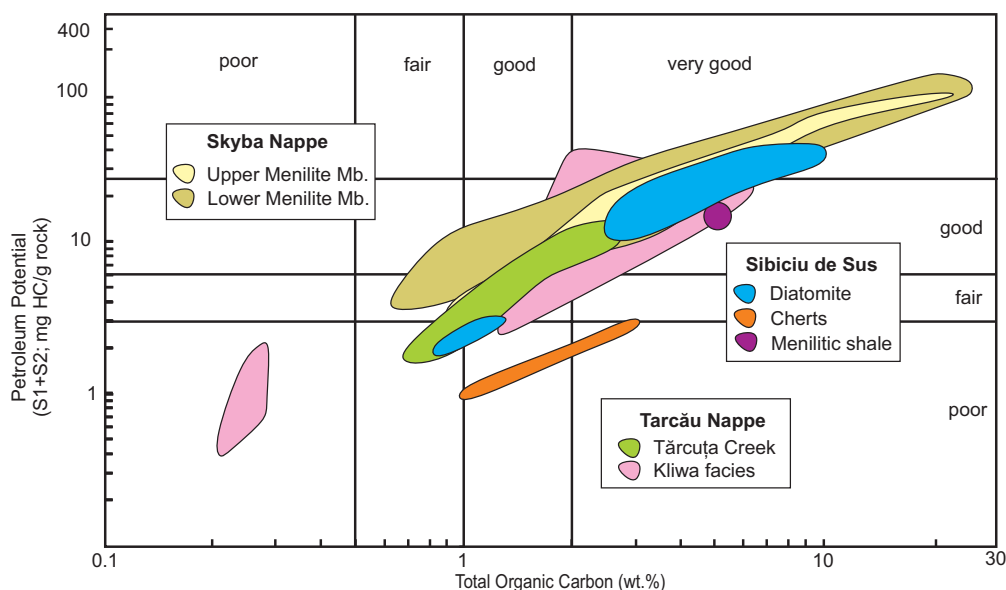 400
100
10
1
Petroleum Potential
(S1+S2; mg HC/g rock)
poor
fair
good
very good
Skyba Nappe
Upper Menilite Mb.
Lower Menilite Mb.
good
fair
poor
Sibiciu de Sus
Diatomite
Cherts
Menilitic shale
Tarcău Nappe
Tărcuța Creek
Kliwa facies
0.1
1
10
30
Total Organic Carbon (wt.%)